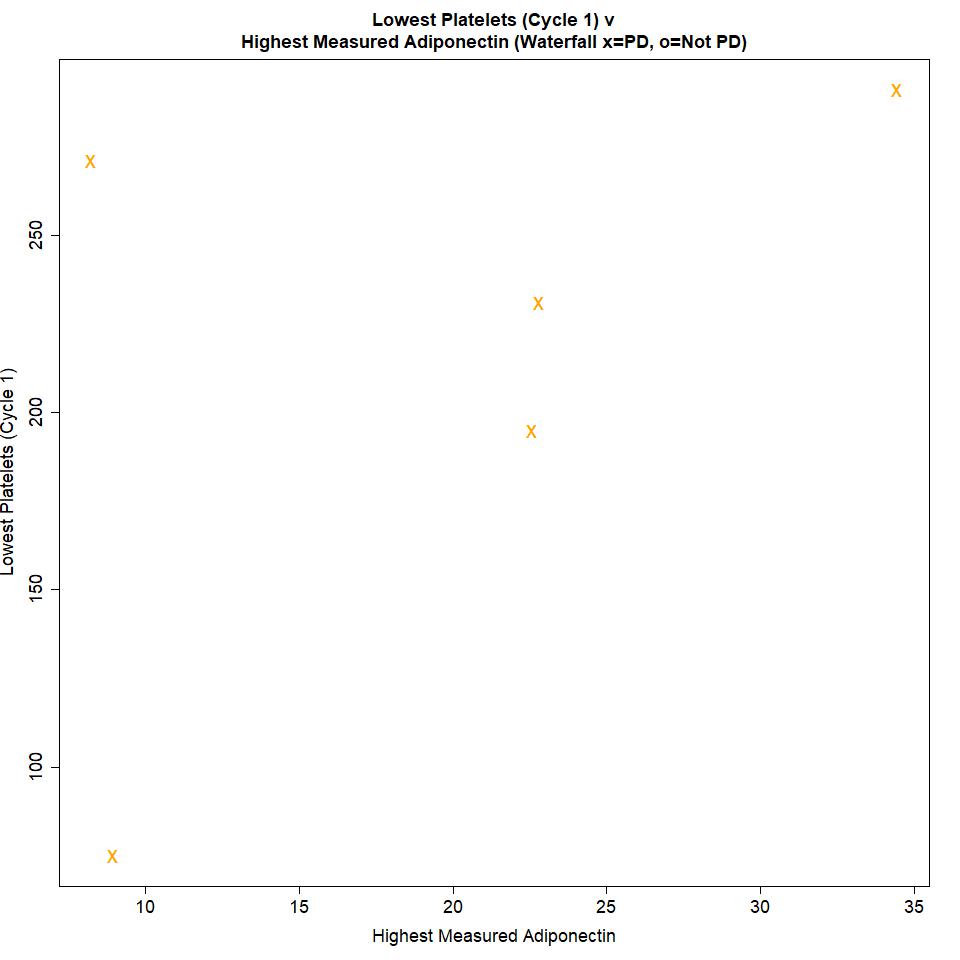 Lowest Platelets (Cycle 1) v
Highest Measured Adiponectin (Waterfall x=PD, o=Not PD)
X
X
250
X
Lowest Platelets (Cycle 1)
200
X
150
100
X
10 15 20 25 30 35
Highest Measured Adiponectin